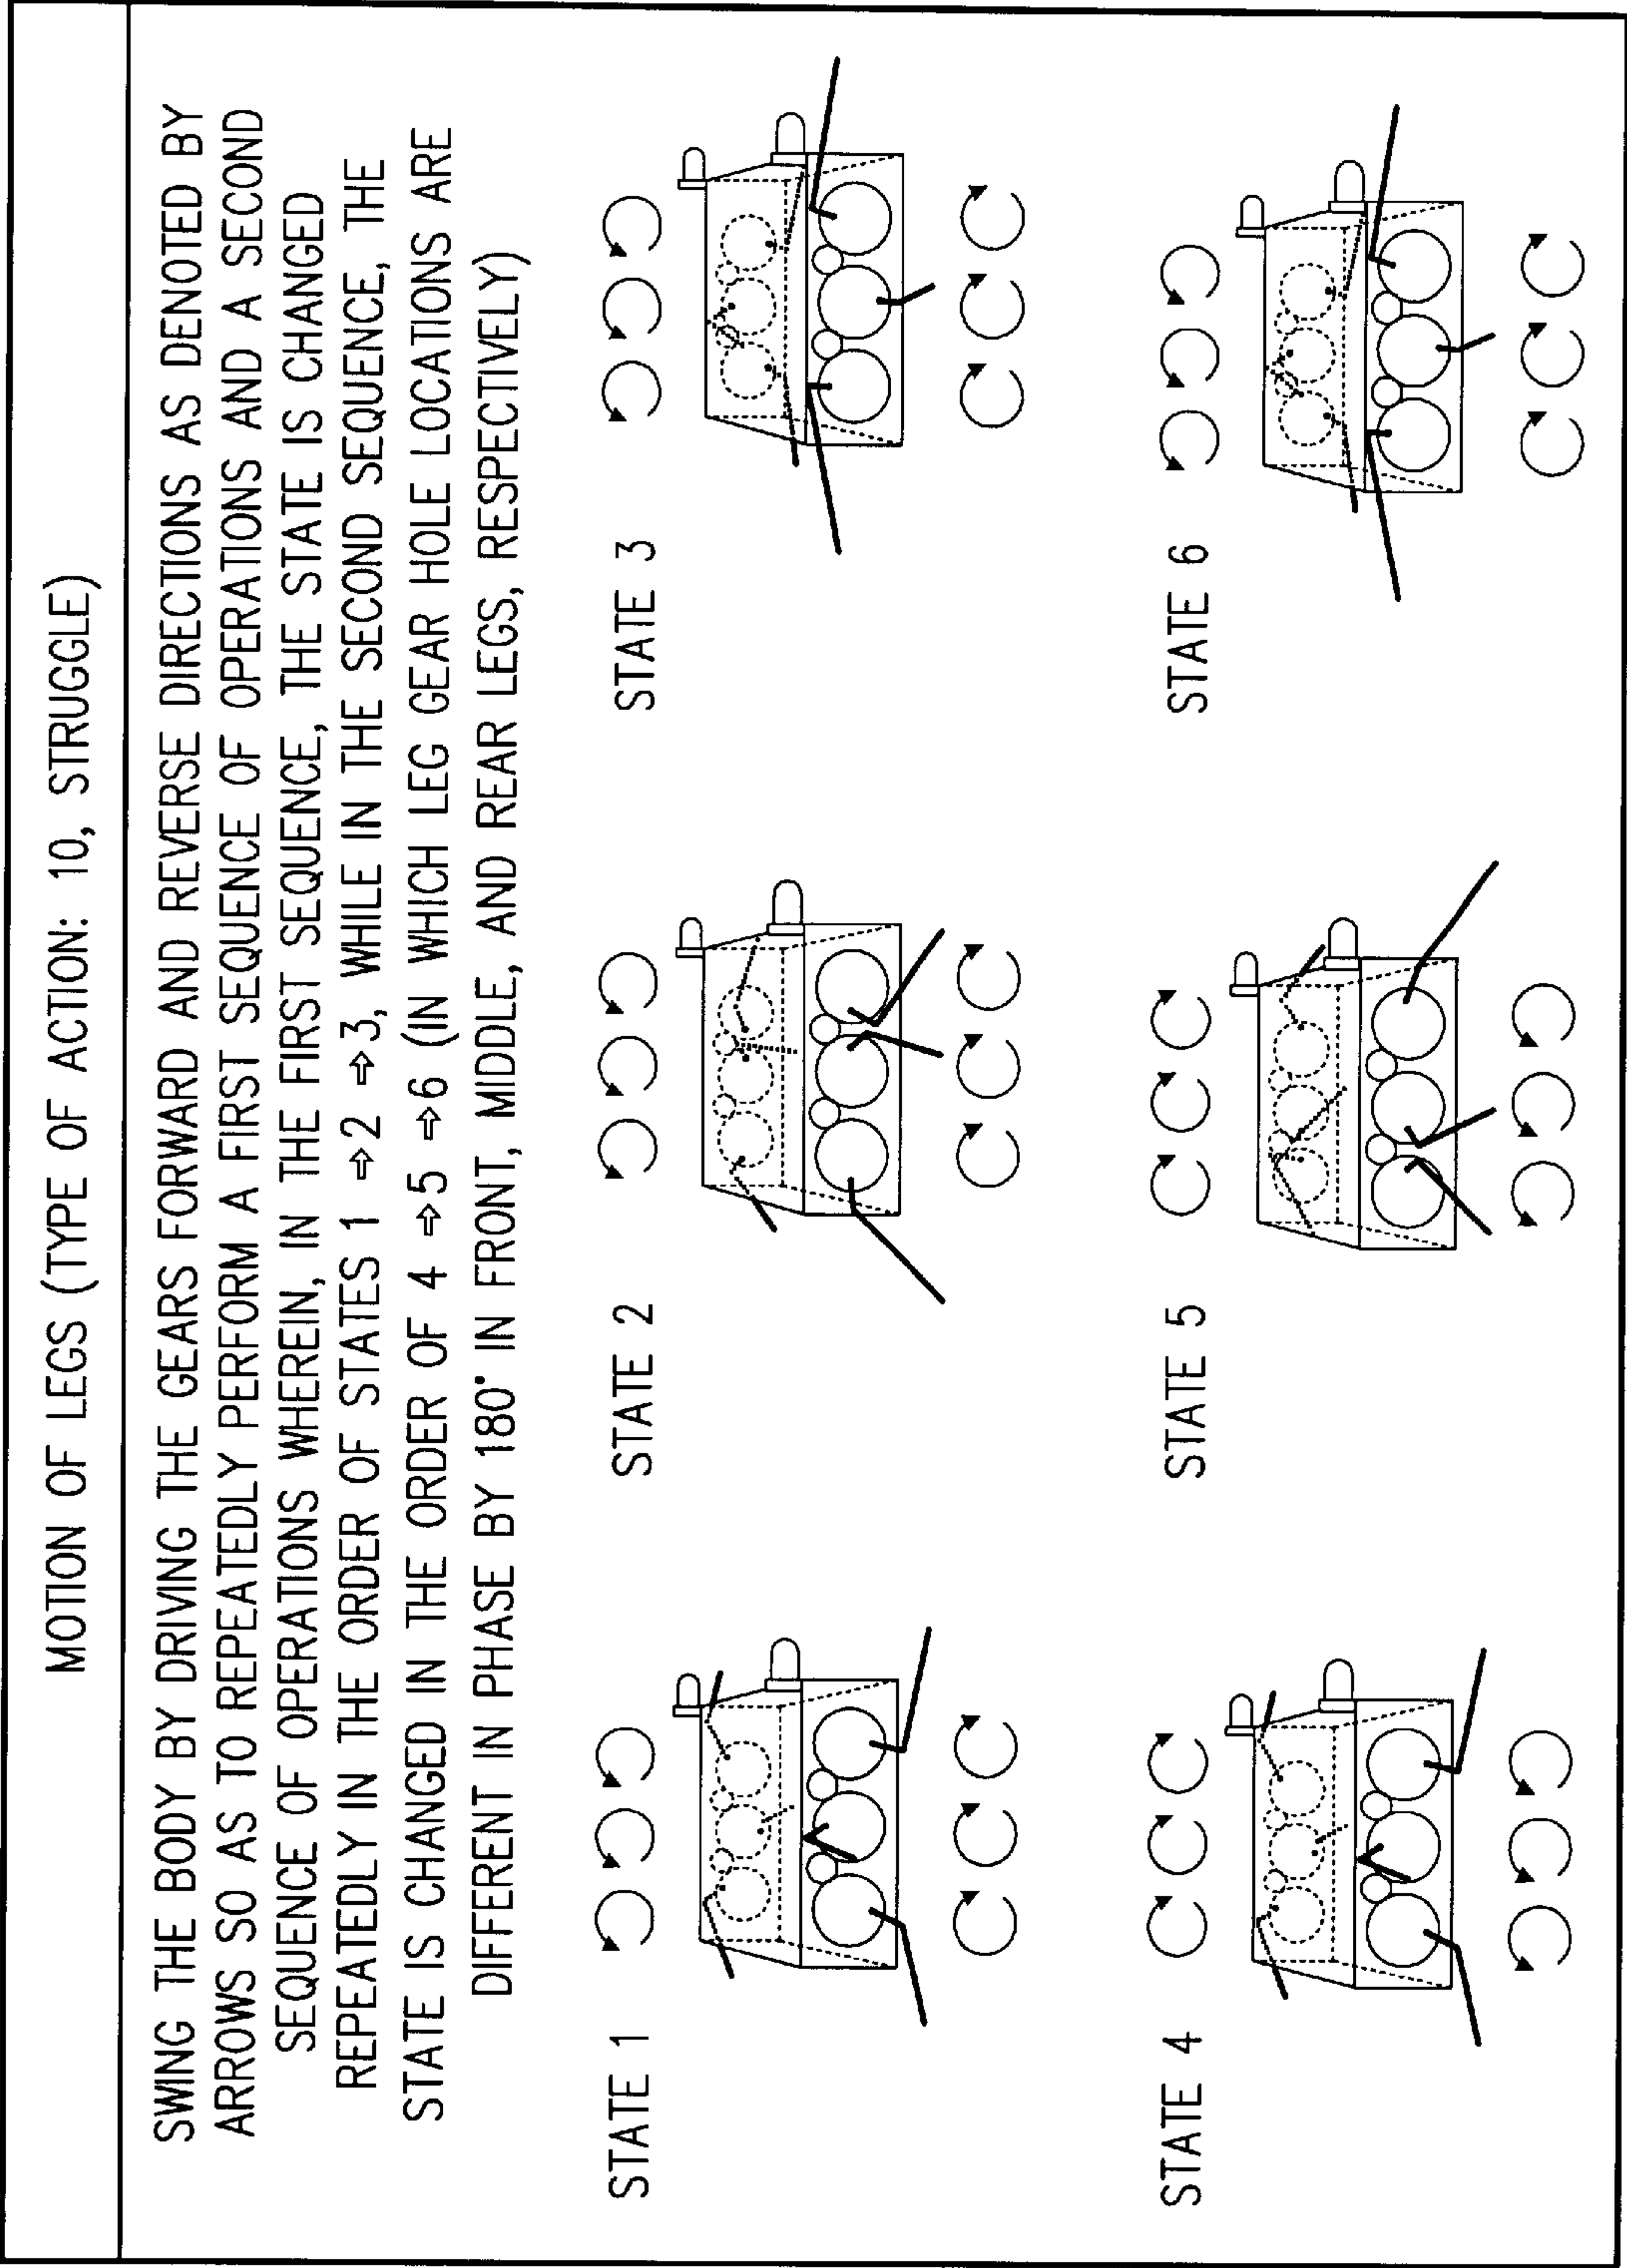 MOTION OF LEGS (TYPE OF ACTION: 10, STRUGGLE)
SWING THE BODY BY DRIVING THE GEARS FORWARD AND REVERSE DIRECTIONS AS DENOTED BY
ARROWS SO AS TO REPEATEDLY PERFORM A FIRST SEQUENCE OF OPERATIONS AND A SECOND
SEQUENCE OF OPERATIONS WHEREIN, IN THE FIRST SEQUENCE, THE STATE IS CHANGED
REPEATEDLY IN THE ORDER OF STATES 1 ⇨2 ⇨3, WHILE IN THE SECOND SEQUENCE, THE
STATE IS CHANGED IN THE ORDER OF 4 ⇨5 ⇨6 (IN WHICH LEG GEAR HOLE LOCATIONS ARE
DIFFERENT IN PHASE BY 180° IN FRONT, MIDDLE, AND REAR LEGS, RESPECTIVELY)
STATE 1
STATE 2
STATE 3
STATE 4
STATE 5
STATE 6